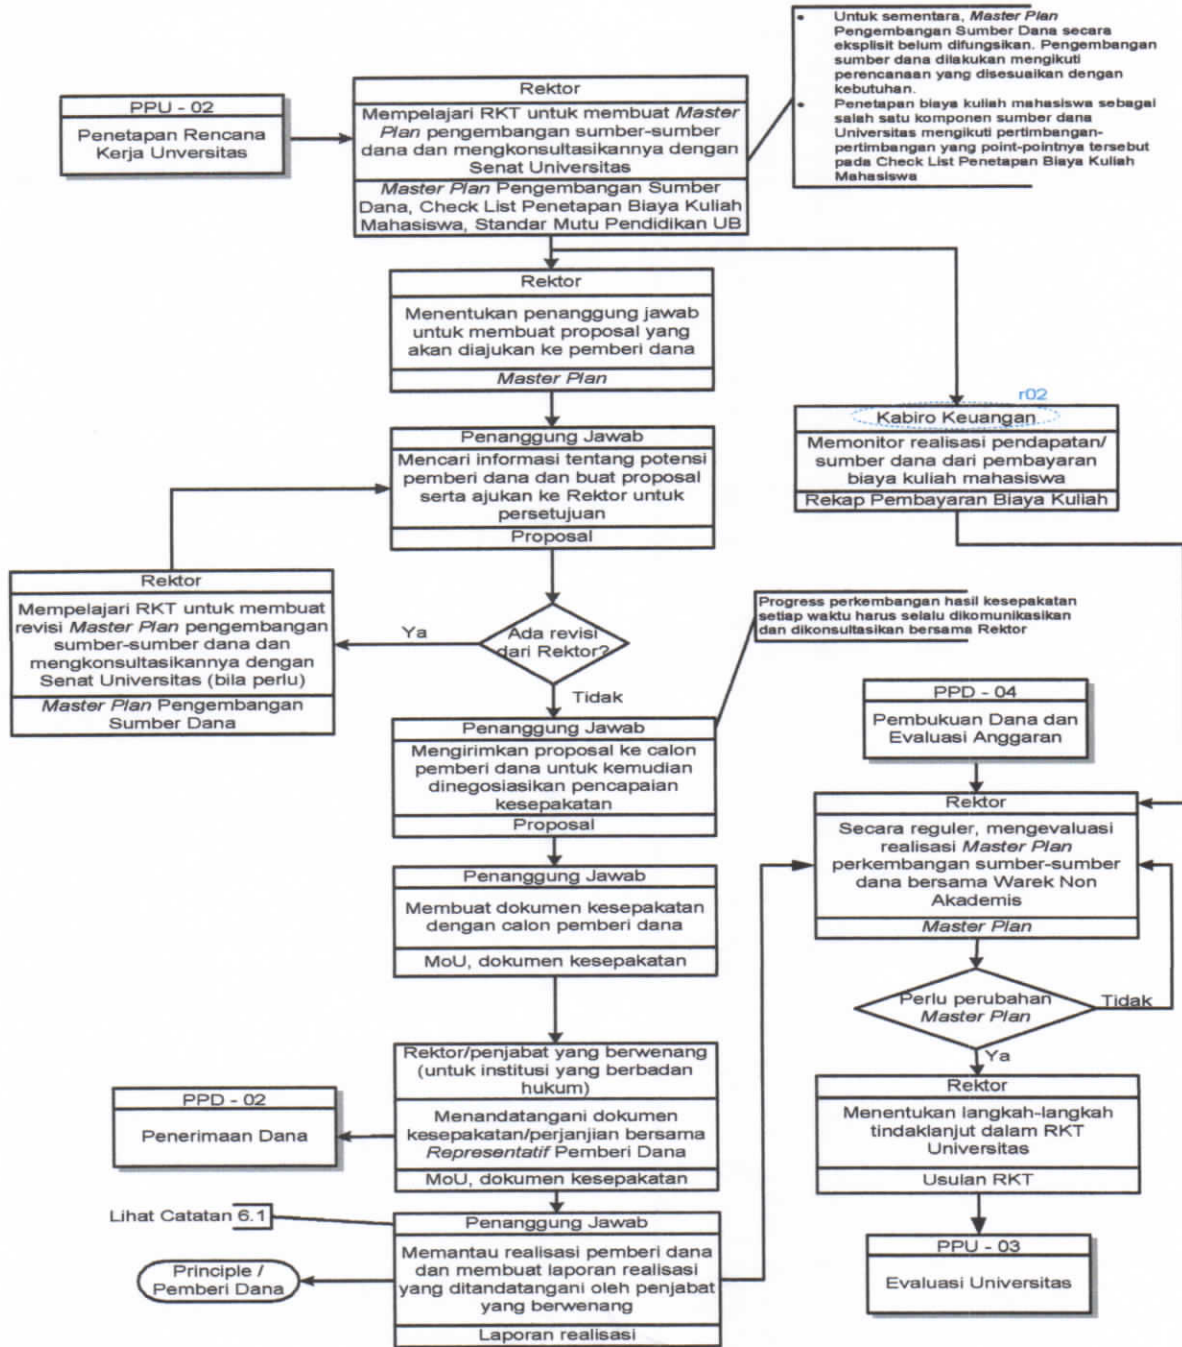 • Untuk sementara, Master Plan
Pengembangan Sumber Dana secara
eksplisit belum difungsikan. Pengembangan
sumber dana dilakukan mengikuti
perencanaan yang disesuaikan dengan
kebutuhan.
• Penetapan biaya kuliah mahasiswa sebagai
salah satu komponen sumber dana
Universitas mengikuti pertimbangan-
pertimbangan yang point-pointnya tersebut
pada Check List Penetapan Biaya Kuliah
Mahasiswa
PPU - 02
Penetapan Rencana
Kerja Unversitas
Rektor
Mempelajari RKT untuk membuat Master
Plan pengembangan sumber-sumber
dana dan mengkonsultasikannya dengan
Senat Universitas
Master Plan Pengembangan Sumber
Dana, Check List Penetapan Biaya Kuliah
Mahasiswa, Standar Mutu Pendidikan UB
Rektor
Menentukan penanggung jawab
untuk membuat proposal yang
akan diajukan ke pemberi dana
Master Plan
r02
Kabiro Keuangan
Memonitor realisasi pendapatan/
sumber dana dari pembayaran
biaya kuliah mahasiswa
Rekap Pembayaran Biaya Kuliah
Penanggung Jawab
Mencari informasi tentang potensi
pemberi dana dan buat proposal
serta ajukan ke Rektor untuk
persetujuan
Proposal
Rektor
Mempelajari RKT untuk membuat
revisi Master Plan pengembangan
sumber-sumber dana dan
mengkonsultasikannya dengan
Senat Universitas (bila perlu)
Master Plan Pengembangan
Sumber Dana
Ya
Ada revisi
dari Rektor?
Tidak
Progress perkembangan hasil kesepakatan
setiap waktu harus selalu dikomunikasikan
dan dikonsultasikan bersama Rektor
Penanggung Jawab
Mengirimkan proposal ke calon
pemberi dana untuk kemudian
dinegosiasikan pencapaian
kesepakatan
Proposal
PPD - 04
Pembukuan Dana dan
Evaluasi Anggaran
Rektor
Secara reguler, mengevaluasi
realisasi Master Plan
perkembangan sumber-sumber
dana bersama Warek Non
Akademis
Master Plan
Penanggung Jawab
Membuat dokumen kesepakatan
dengan calon pemberi dana
MoU, dokumen kesepakatan
Perlu perubahan
Master Plan
Tidak
Ya
Rektor/penjabat yang berwenang
(untuk institusi yang berbadan
hukum)
Menandatangani dokumen
kesepakatan/perjanjian bersama
Representatif Pemberi Dana
MoU, dokumen kesepakatan
PPD - 02
Penerimaan Dana
Rektor
Menentukan langkah-langkah
tindaklanjut dalam RKT
Universitas
Usulan RKT
Lihat Catatan 6.1
Penanggung Jawab
Memantau realisasi pemberi dana
dan membuat laporan realisasi
yang ditandatangani oleh penjabat
yang berwenang
Laporan realisasi
Principle /
Pemberi Dana
PPU - 03
Evaluasi Universitas